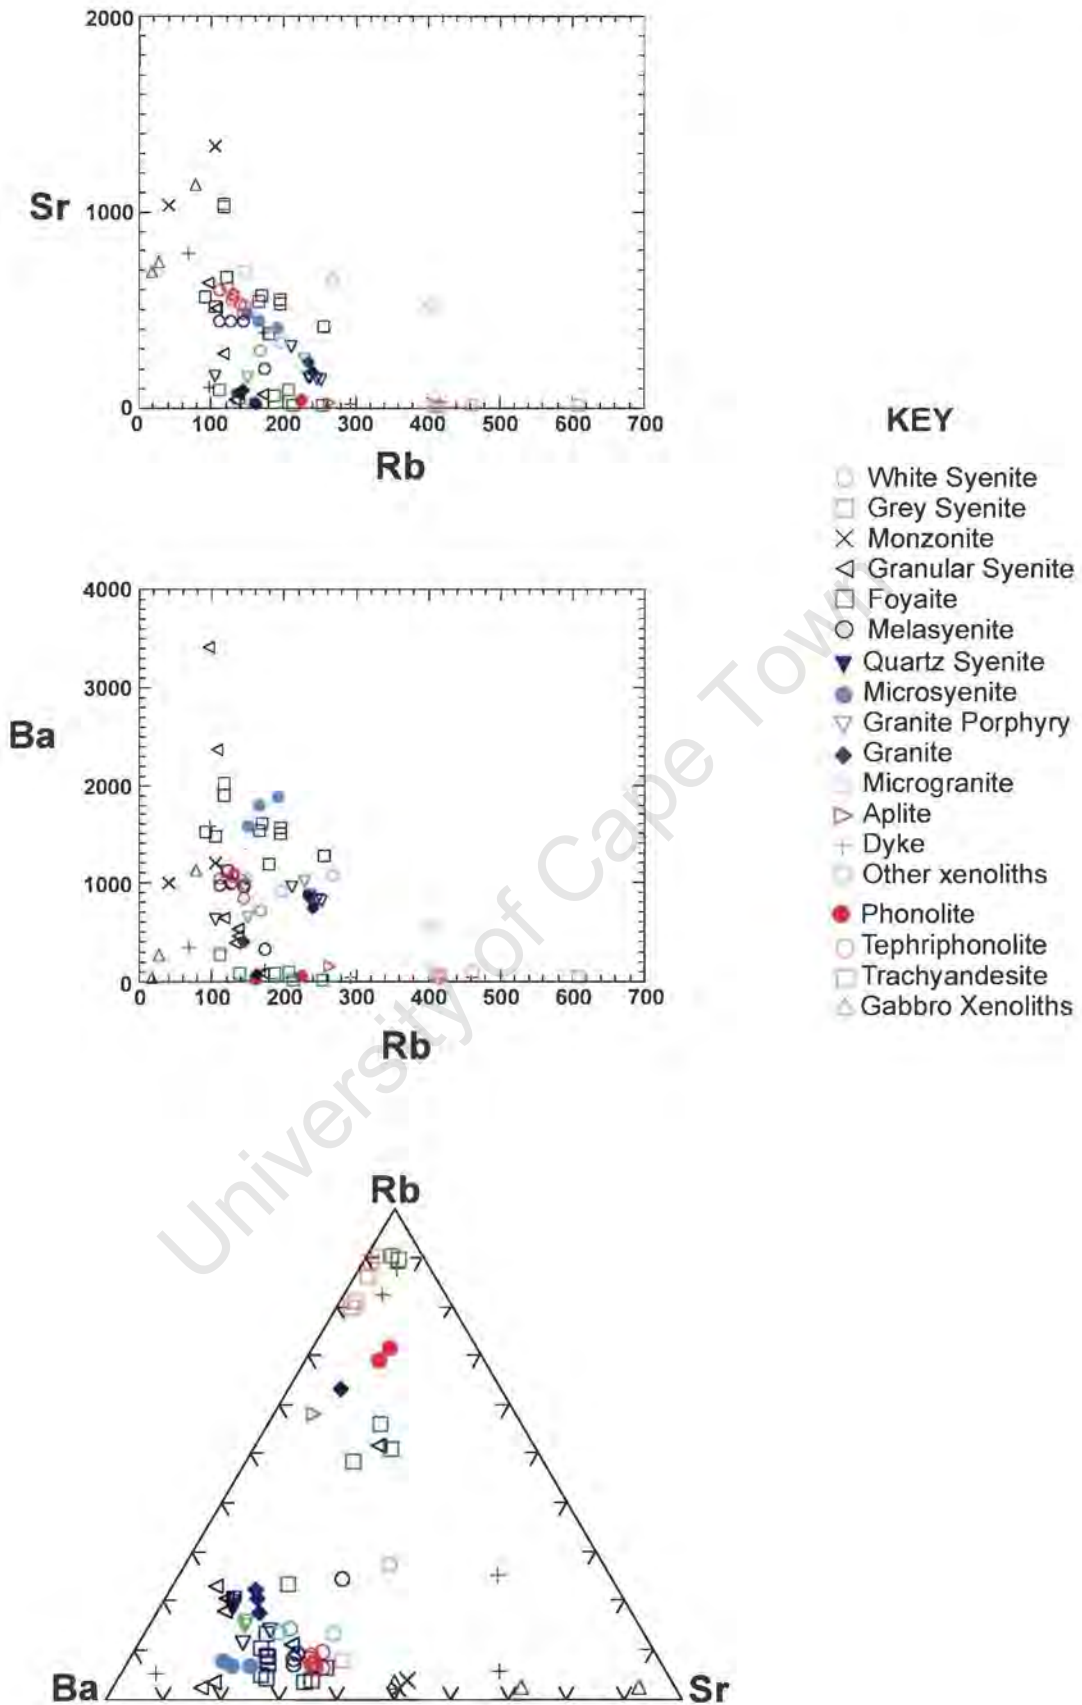 2000
Sr
1000
0
0 100 200 300 400 500 600 700
Rb
KEY
White Syenite
Grey Syenite
Monzonite
Granular Syenite
Foyaite
Melasyenite
Quartz Syenite
Microsyenite
Granite Porphyry
Granite
Microgranite
Aplite
Dyke
Other xenoliths
Phonolite
Tephriphonolite
Trachyandesite
Gabbro Xenoliths
4000
3000
Ba
2000
1000
0
0 100 200 300 400 500 600 700
Rb
University of Cape Town
Rb
Ba
Sr